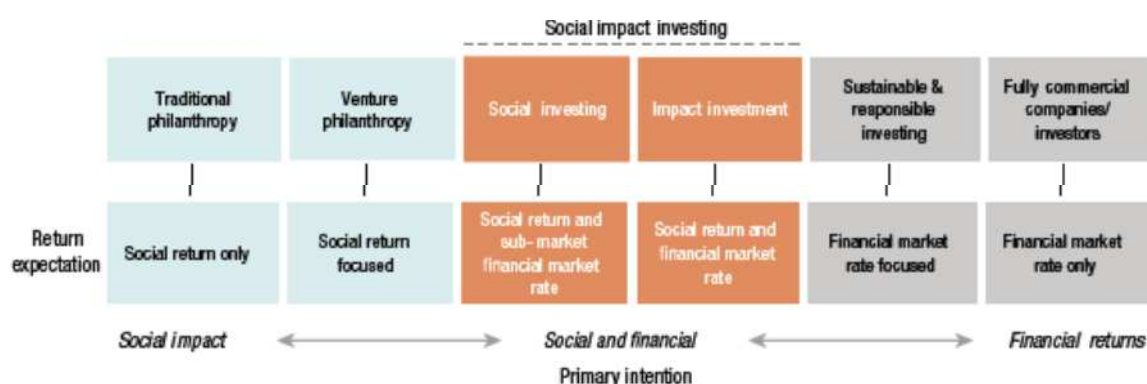 Social impact investing
Traditional
philanthropy
Venture
philanthropy
Social investing
Impact investment
Sustainable &
responsible
investing
Fully commercial
companies/
investors
Return
expectation
Social return only
Social return
focused
Social return and
sub-market
financial market
rate
Social return and
financial market
rate
Financial market
rate focused
Financial market
rate only
Social impact
Social and financial
Financial returns
Primary intention